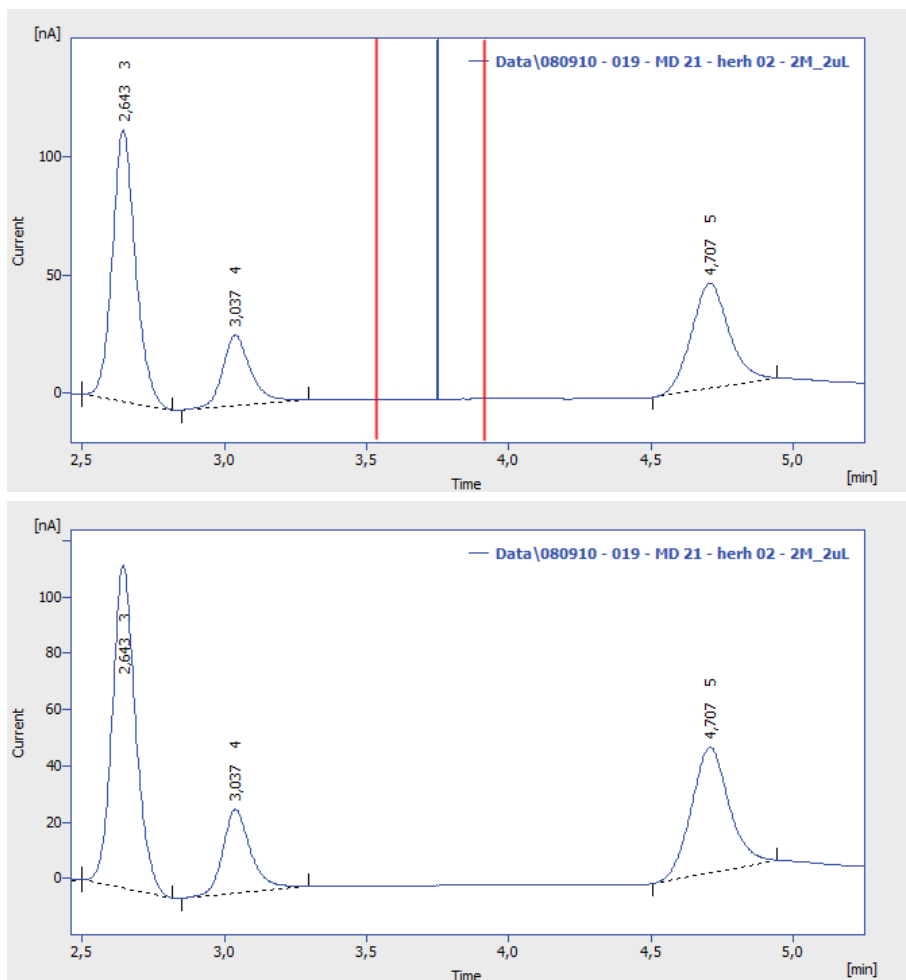 [nA]
Data\080910 - 019 - MD 21 - herh 02 - 2M_2uL
2,643 3
3,037 4
4,707 5
100
50
0
Current
2,5 3,0 3,5 4,0 4,5 5,0
Time
[min]
[nA]
Data\080910 - 019 - MD 21 - herh 02 - 2M_2uL
2,643 3
3,037 4
4,707 5
100
80
60
40
20
0
Current
2,5 3,0 3,5 4,0 4,5 5,0
Time
[min]